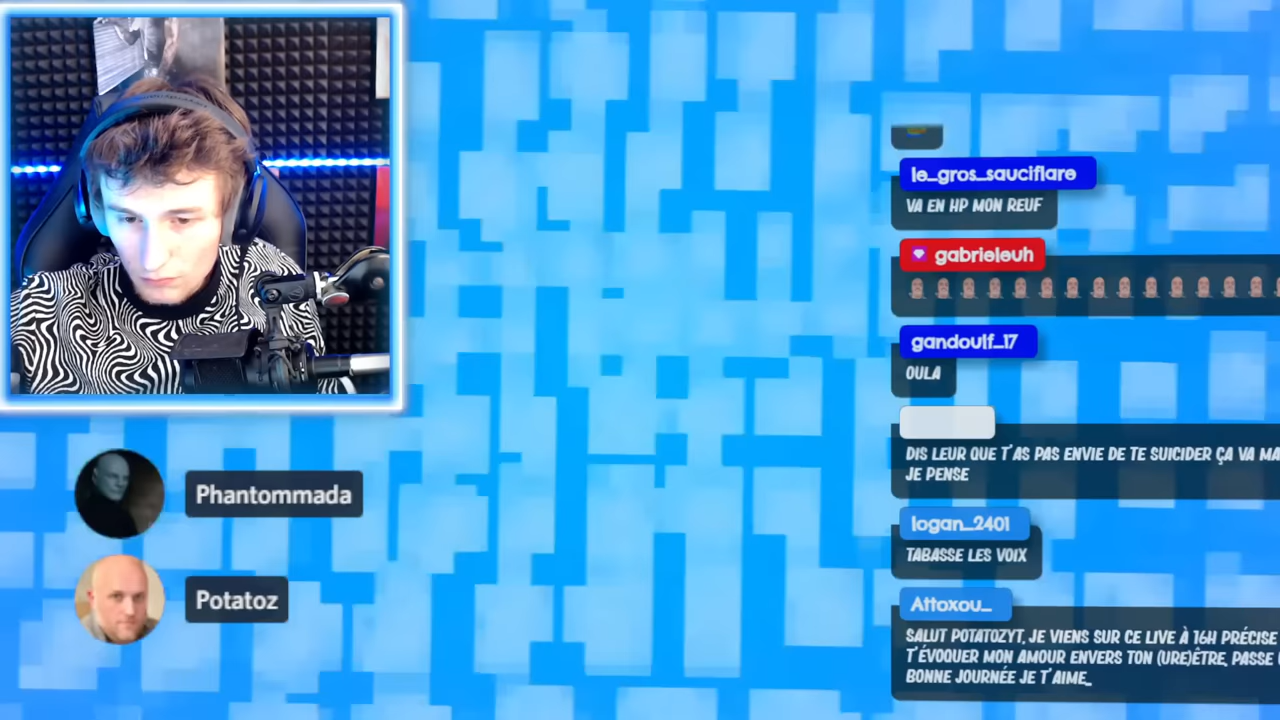 le_gros_sauciflare
VA EN HP MON REUF
gabrieleuh
gandoulf_17
OULA
DIS LEUR QUE T'AS PAS ENVIE DE TE SUICIDER ÇA VA MA
JE PENSE
logan_2401
TABASSE LES VOIX
Attoxou_
SALUT POTATOZYT, JE VIENS SUR CE LIVE À 16H PRÉCISE
T'ÉVOQUER MON AMOUR ENVERS TON (URE)ÊTRE, PASSE
BONNE JOURNÉE JE T'AIME_
Phantommada
Potatoz